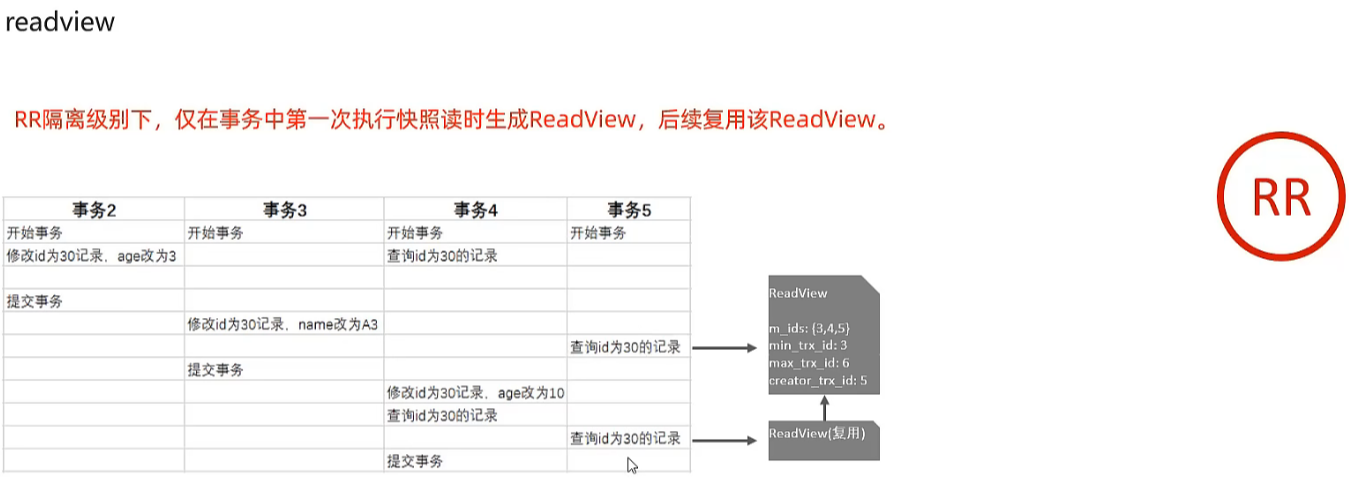 readview
RR隔离级别下，仅在事务中第一次执行快照读时生成ReadView，后续复用该ReadView。
RR
事务2 事务3 事务4 事务5
开始事务 开始事务 开始事务 开始事务
修改id为30记录，age改为3 查询id为30的记录
提交事务
修改id为30记录，name改为A3
查询id为30的记录
提交事务
修改id为30记录，age改为10
查询id为30的记录
查询id为30的记录
提交事务
ReadView
m_ids: {3,4,5}
min_trx_id: 3
max_trx_id: 6
creator_trx_id: 5
ReadView(复用)